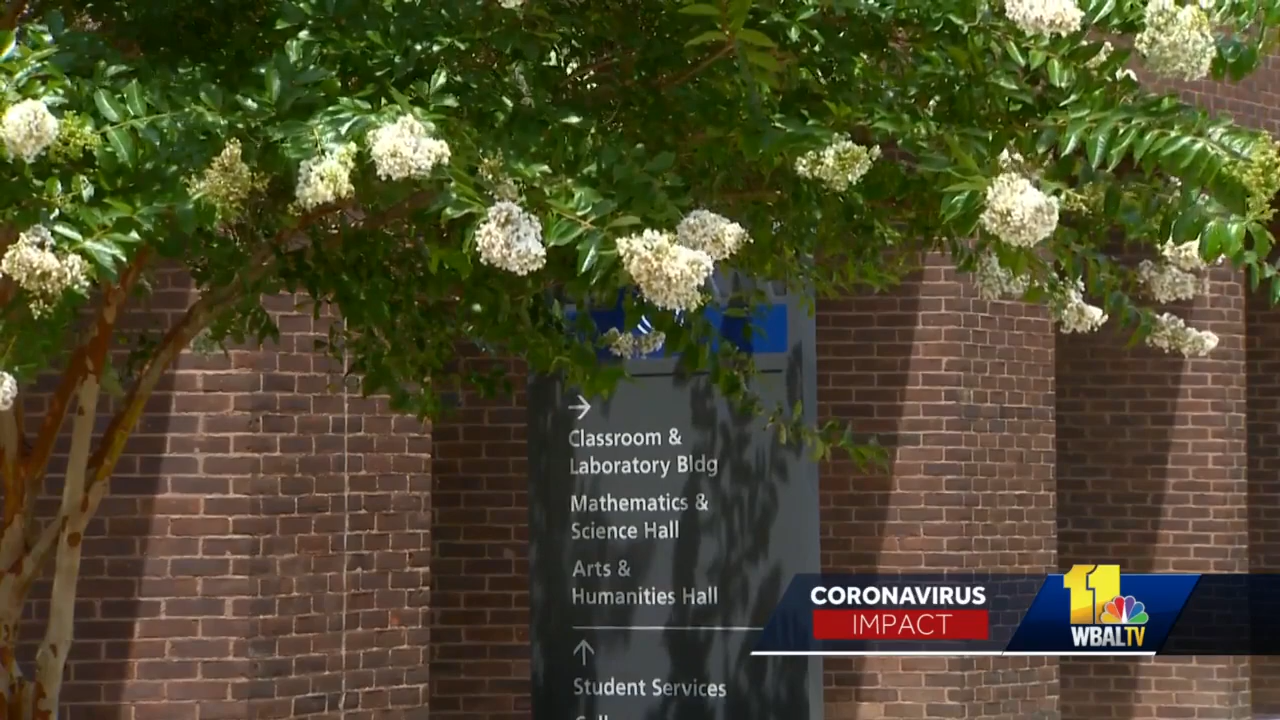 →
Classroom &
Laboratory Bldg
Mathematics &
Science Hall
Arts &
Humanities Hall
↑
Student Services
CORONAVIRUS
IMPACT
11
WBALTV